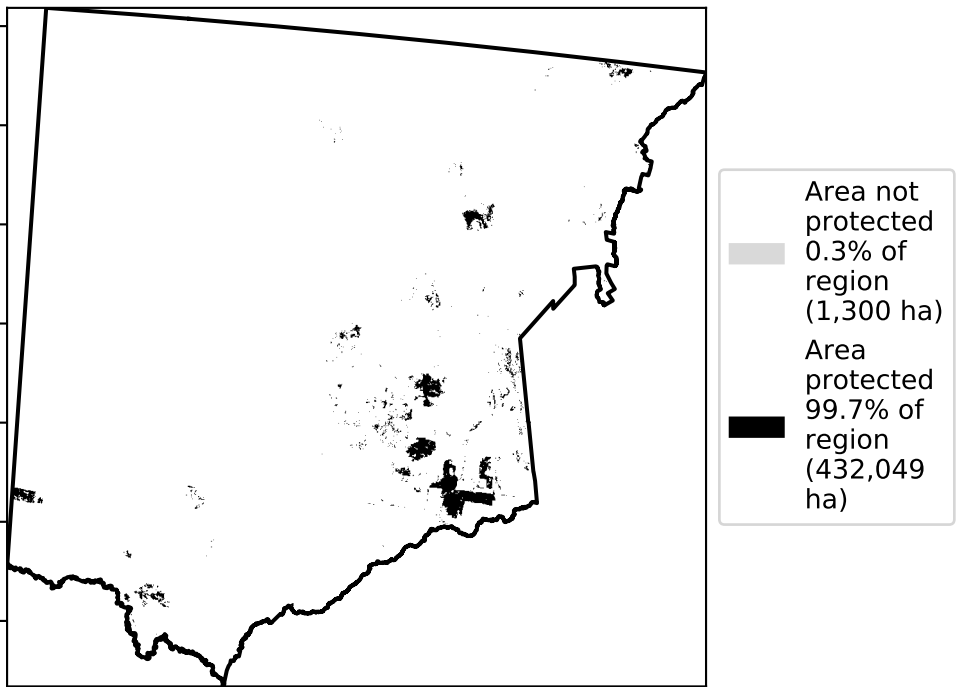 Area not
protected
0.3% of
region
(1,300 ha)
Area
protected
99.7% of
region
(432,049
ha)